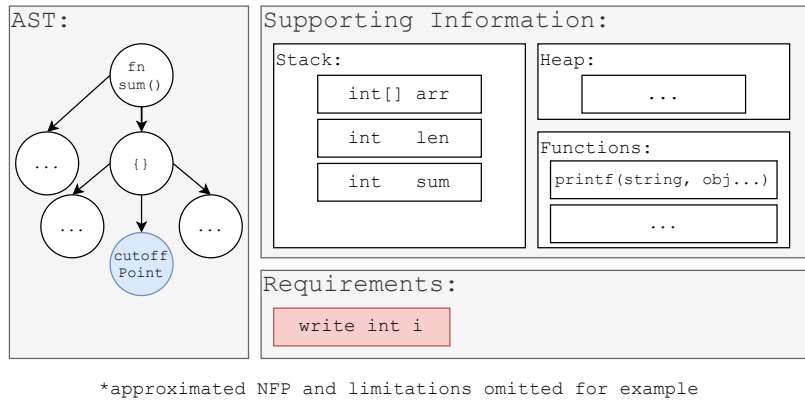 AST:
fn
sum()
...
{}
...
...
cutoff
Point
Supporting Information:
Stack:
int[] arr
int len
int sum
Heap:
...
Functions:
printf(string, obj...)
...
Requirements:
write int i
*approximated NFP and limitations omitted for example